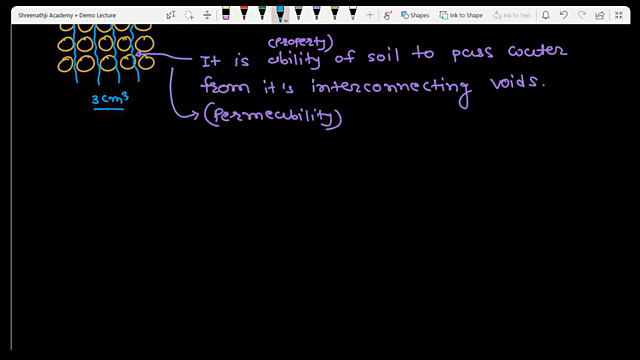 Shreenathji Academy » Demo Lecture
Shapes
Ink to Shape
Ink to Text
(Property)
It is ability of soil to pass water
from it's interconnecting voids.
3 cm³
(Permeability)